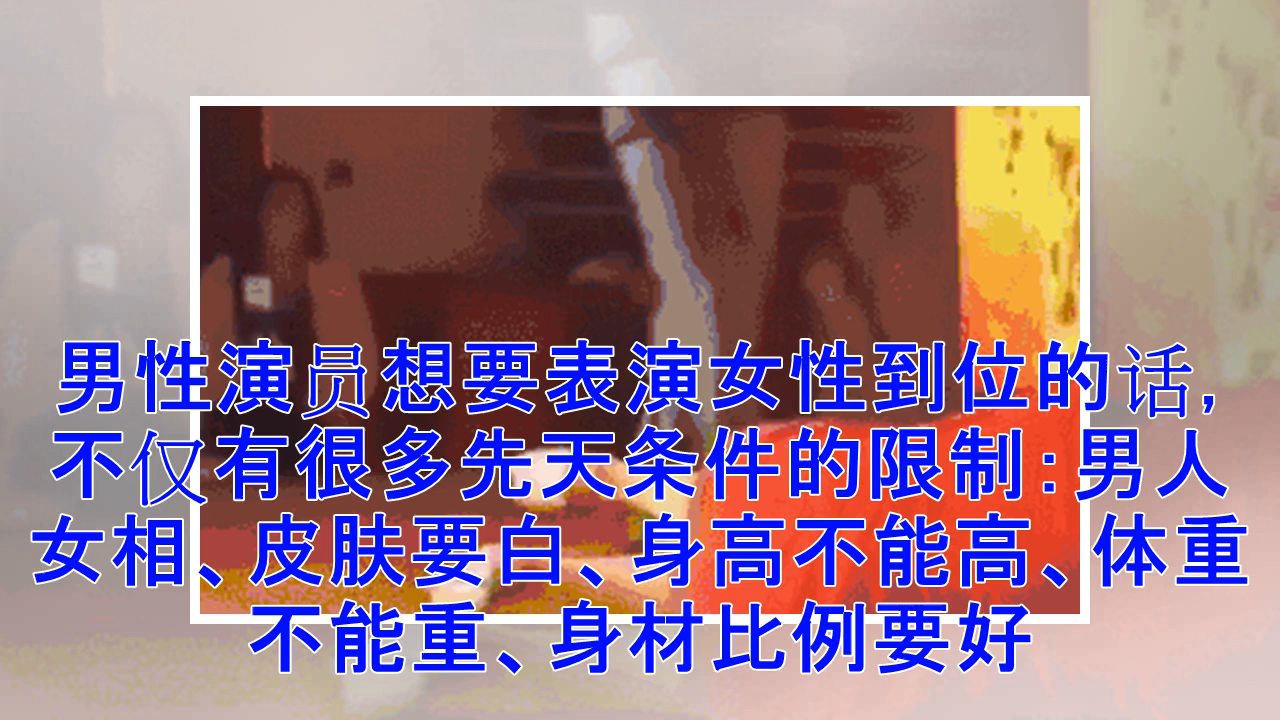 男性演员想要表演女性到位的话,
不仅有很多先天条件的限制:男人
女相、皮肤要白、身高不能高、体重
不能重、身材比例要好